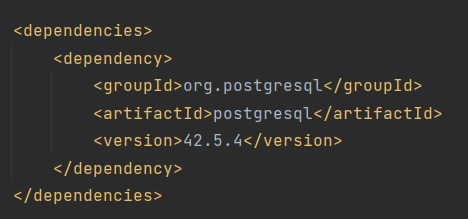 <dependencies>
    <dependency>
        <groupId>org.postgresql</groupId>
        <artifactId>postgresql</artifactId>
        <version>42.5.4</version>
    </dependency>
</dependencies>